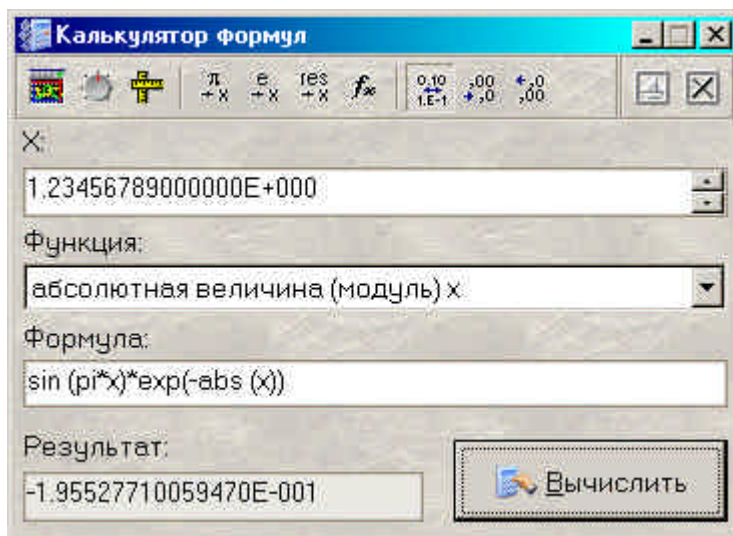 Калькулятор формул
π→x e→x res→x fx 0,10 1.E-1 ,00→,0 ←,0 ,00
X:
1,23456789000000E+000
Функция:
абсолютная величина (модуль) x
Формула:
sin (pi*x)*exp(-abs (x))
Результат:
-1.95527710059470E-001
Вычислить